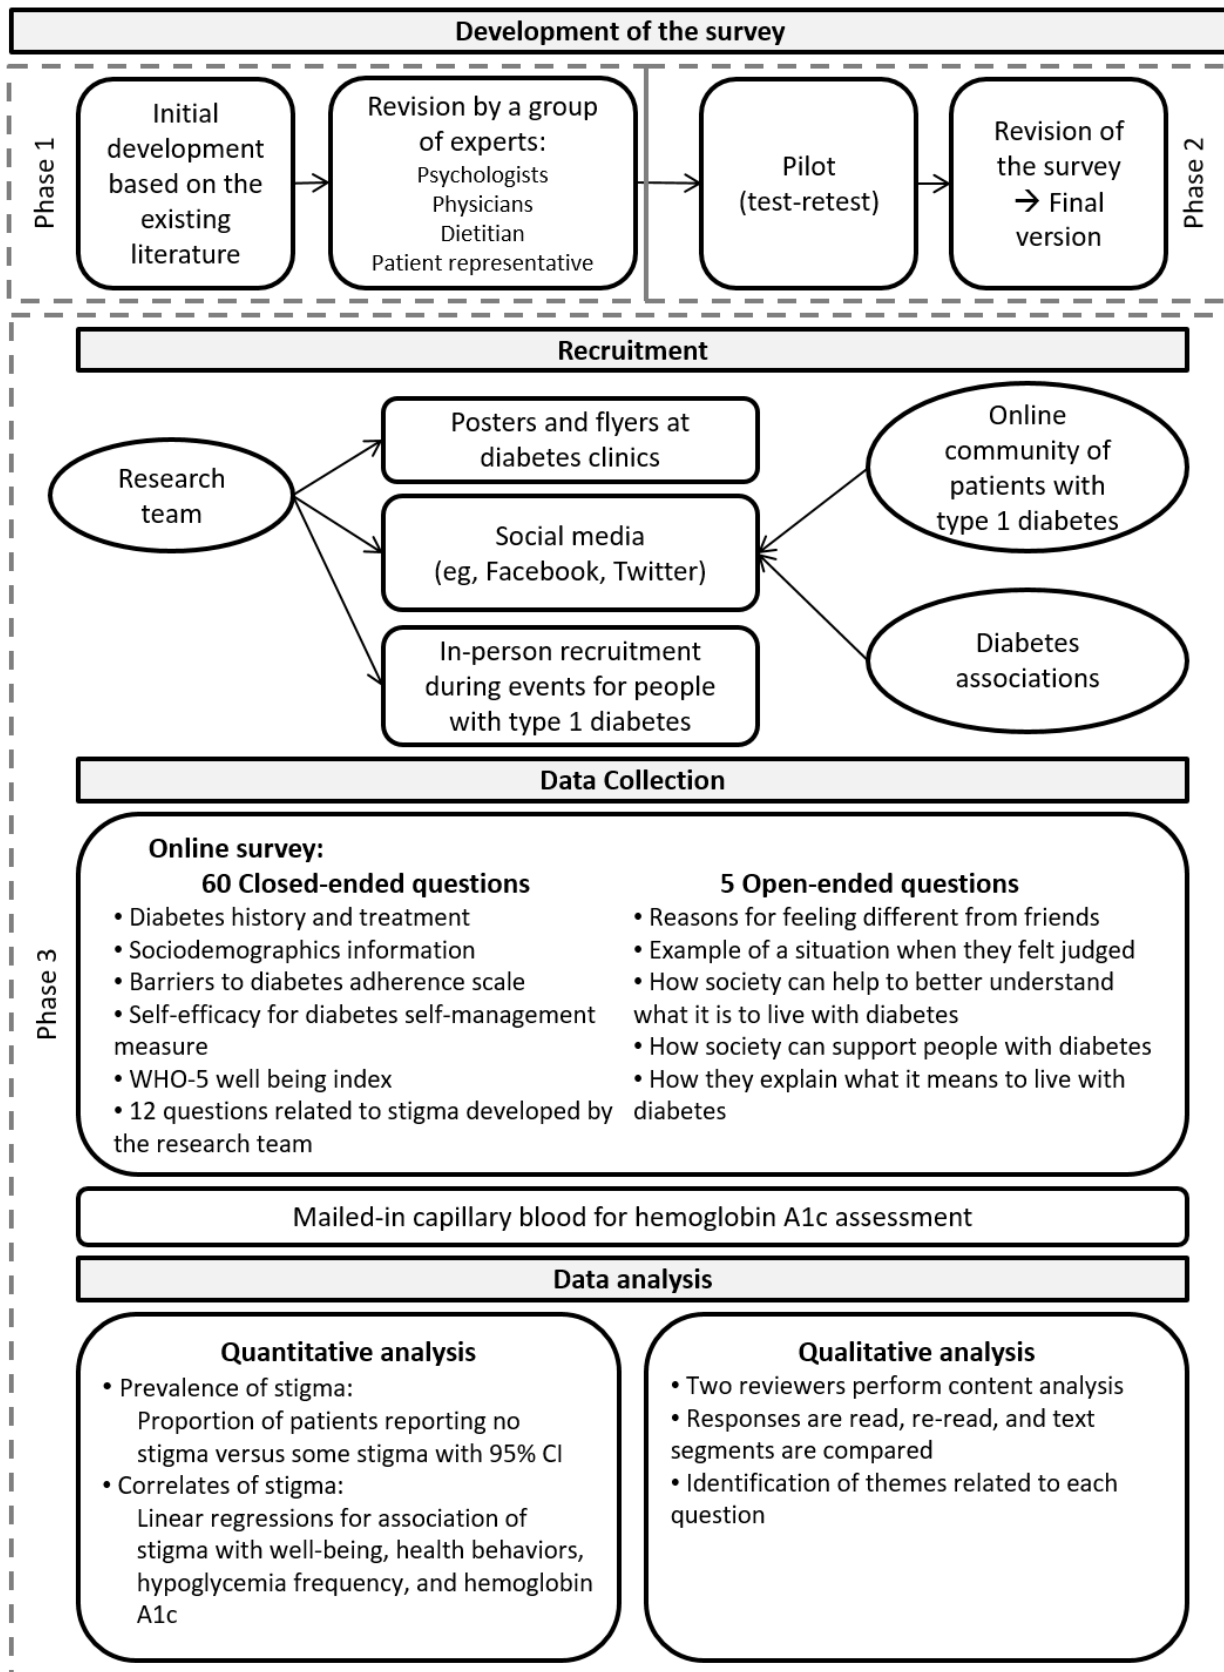 Development of the survey
Phase 1
Initial
development
based on the
existing
literature
Revision by a group
of experts:
Psychologists
Physicians
Dietitian
Patient representative
Pilot
(test-retest)
Revision of
the survey
→ Final
version
Phase 2
Recruitment
Research
team
Posters and flyers at
diabetes clinics
Social media
(eg, Facebook, Twitter)
In-person recruitment
during events for people
with type 1 diabetes
Online
community of
patients with
type 1 diabetes
Diabetes
associations
Phase 3
Data Collection
Online survey:
60 Closed-ended questions
• Diabetes history and treatment
• Sociodemographics information
• Barriers to diabetes adherence scale
• Self-efficacy for diabetes self-management
measure
• WHO-5 well being index
• 12 questions related to stigma developed by
the research team
5 Open-ended questions
• Reasons for feeling different from friends
• Example of a situation when they felt judged
• How society can help to better understand
what it is to live with diabetes
• How society can support people with diabetes
• How they explain what it means to live with
diabetes
Mailed-in capillary blood for hemoglobin A1c assessment
Data analysis
Quantitative analysis
• Prevalence of stigma:
Proportion of patients reporting no
stigma versus some stigma with 95% CI
• Correlates of stigma:
Linear regressions for association of
stigma with well-being, health behaviors,
hypoglycemia frequency, and hemoglobin
A1c
Qualitative analysis
• Two reviewers perform content analysis
• Responses are read, re-read, and text
segments are compared
• Identification of themes related to each
question